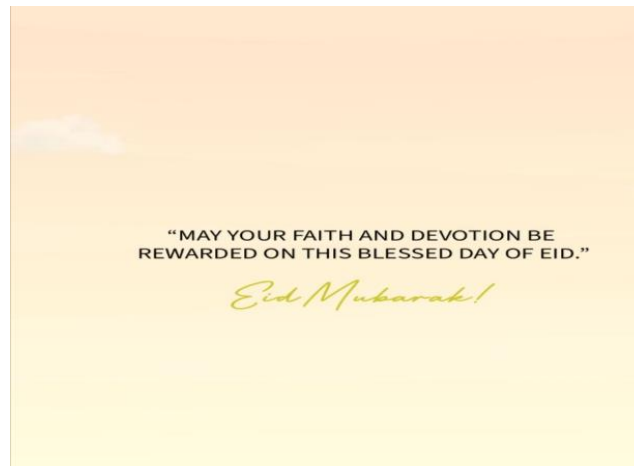 “MAY YOUR FAITH AND DEVOTION BE
REWARDED ON THIS BLESSED DAY OF EID.”
Eid Mubarak!